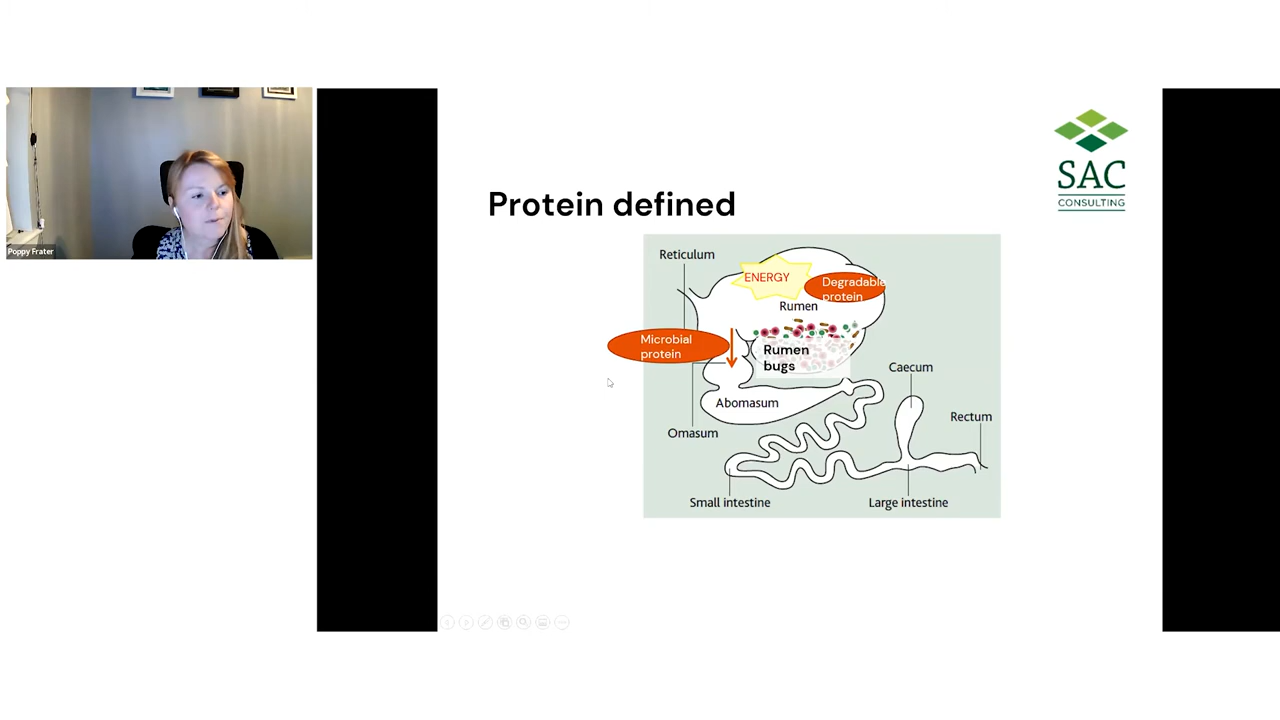 SAC
CONSULTING
Protein defined
Poppy Frater
Reticulum
ENERGY
Degradable
protein
Rumen
Microbial
protein
Rumen
bugs
Caecum
Abomasum
Rectum
Omasum
Small intestine
Large intestine